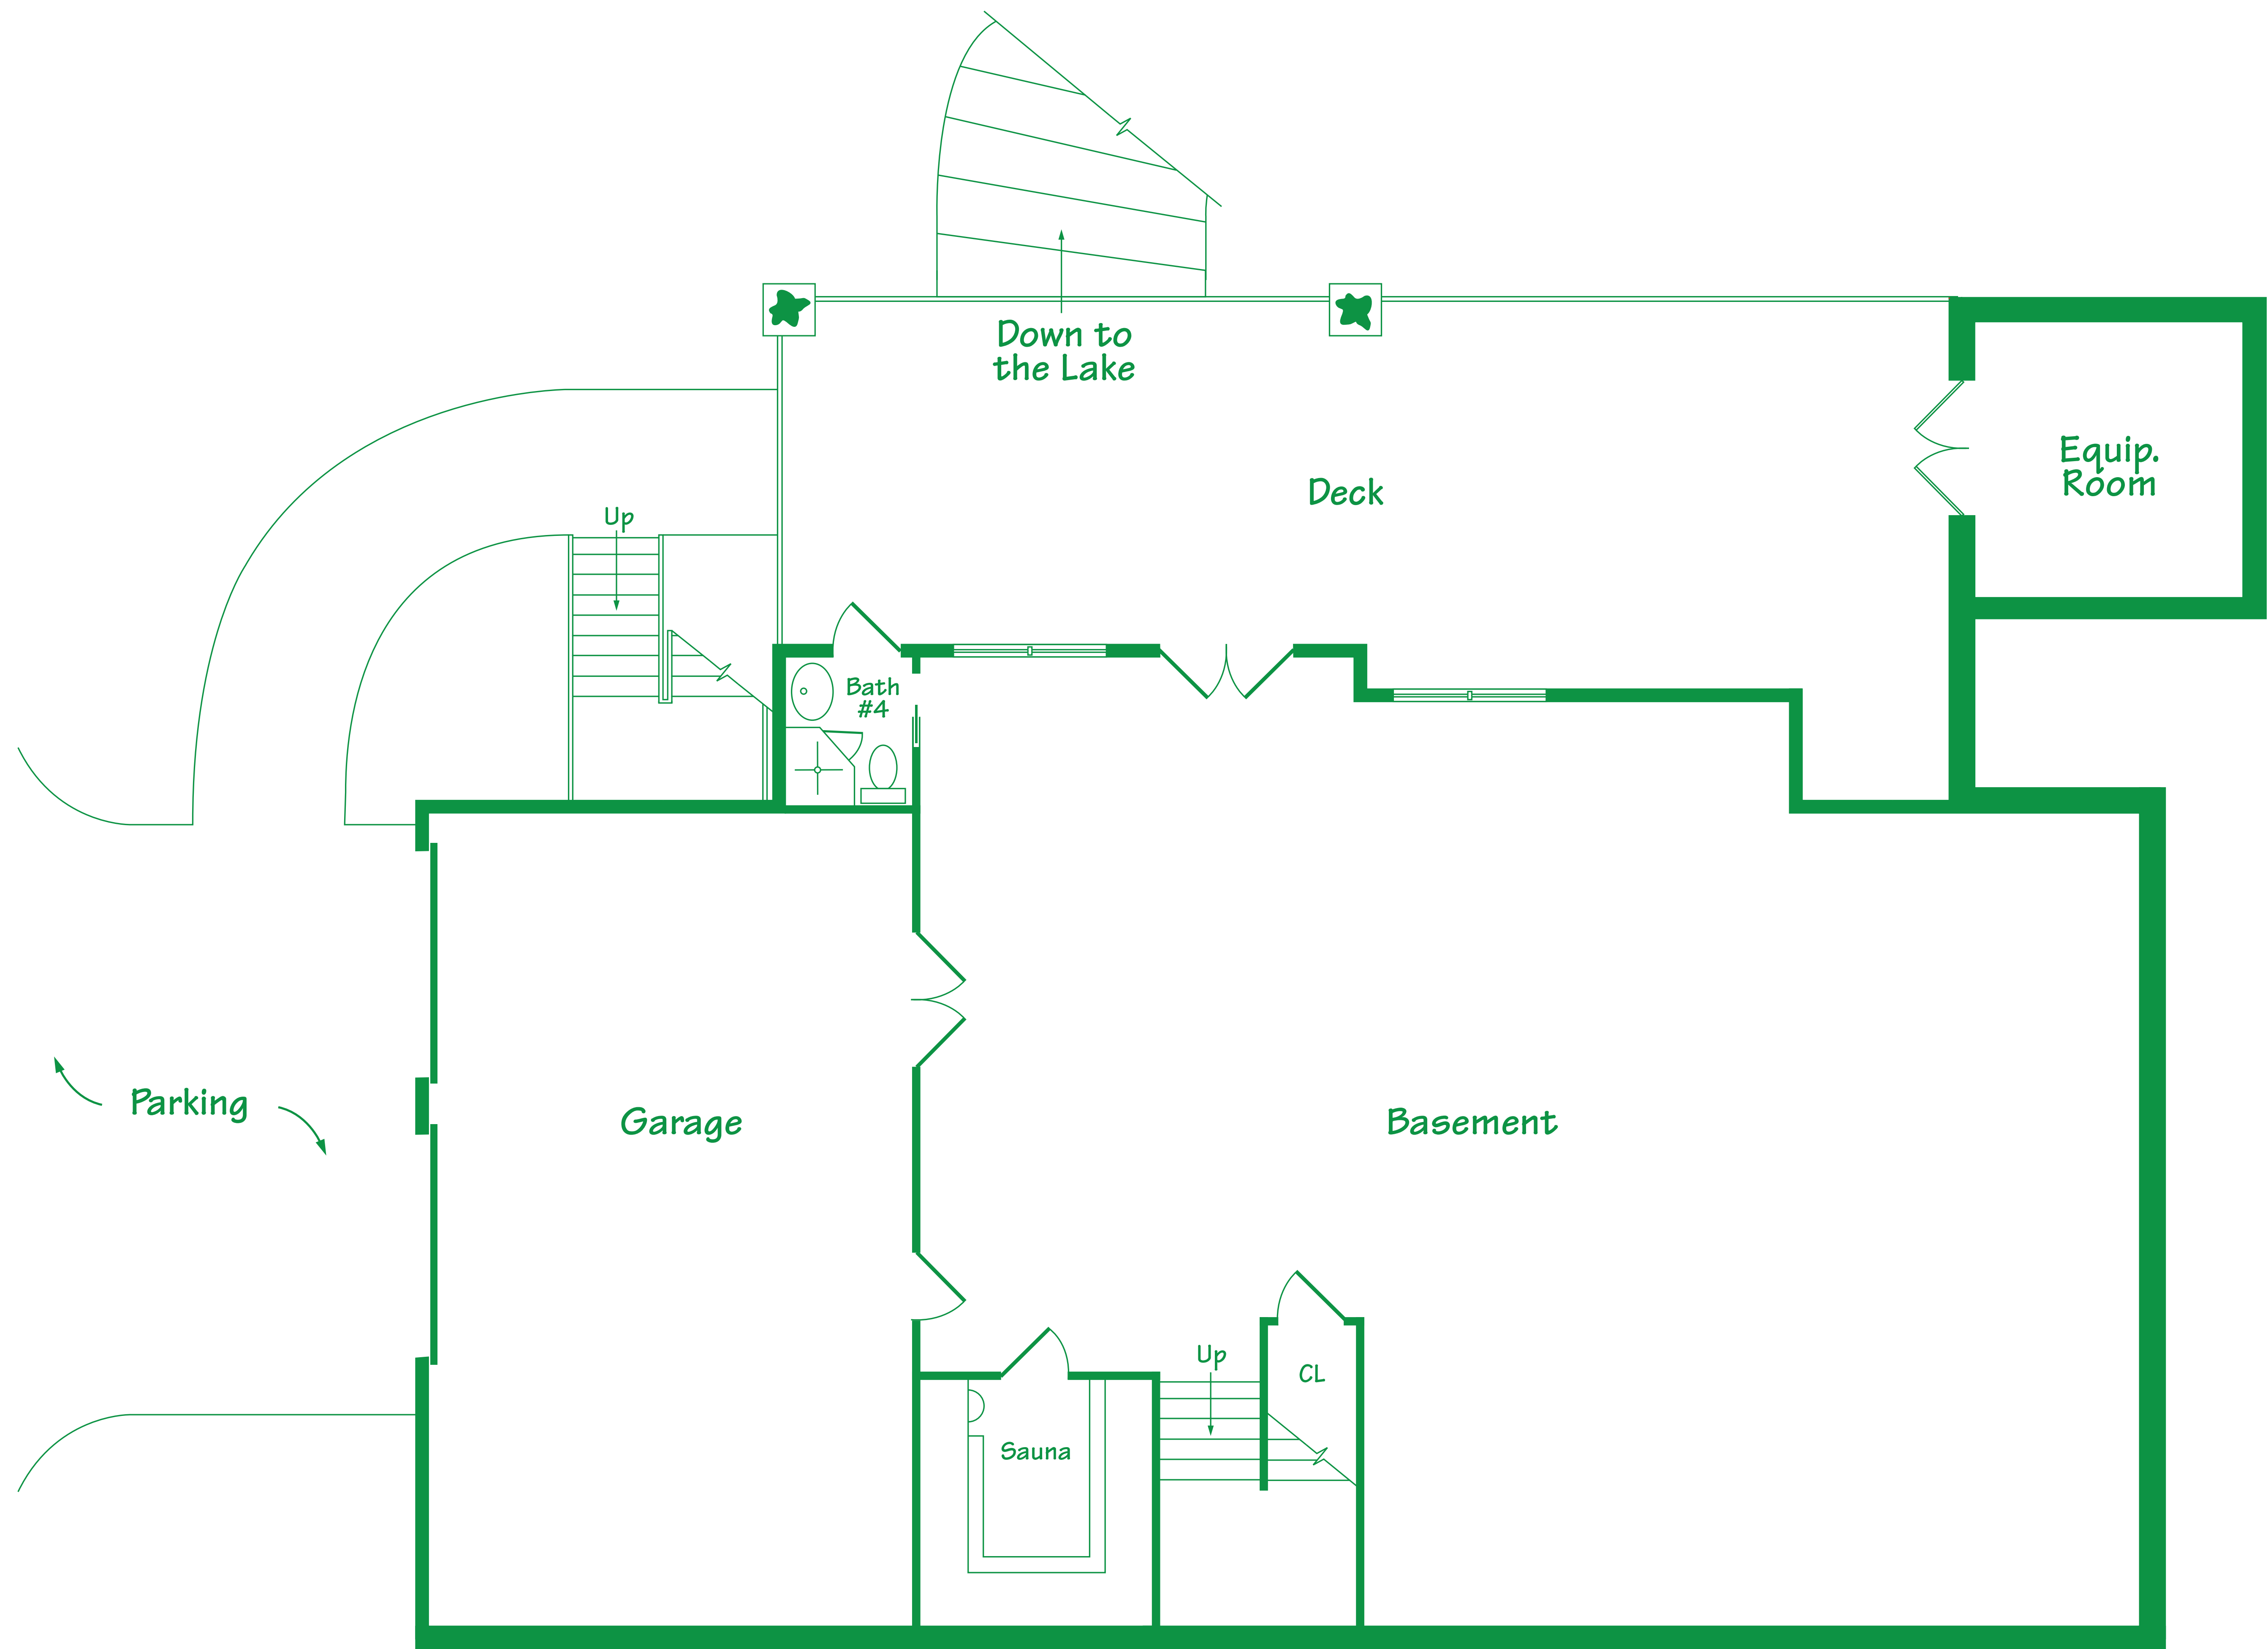 Down to
the Lake
Equip.
Room
Deck
Up
Bath
#4
Parking
Garage
Basement
Up
CL
Sauna